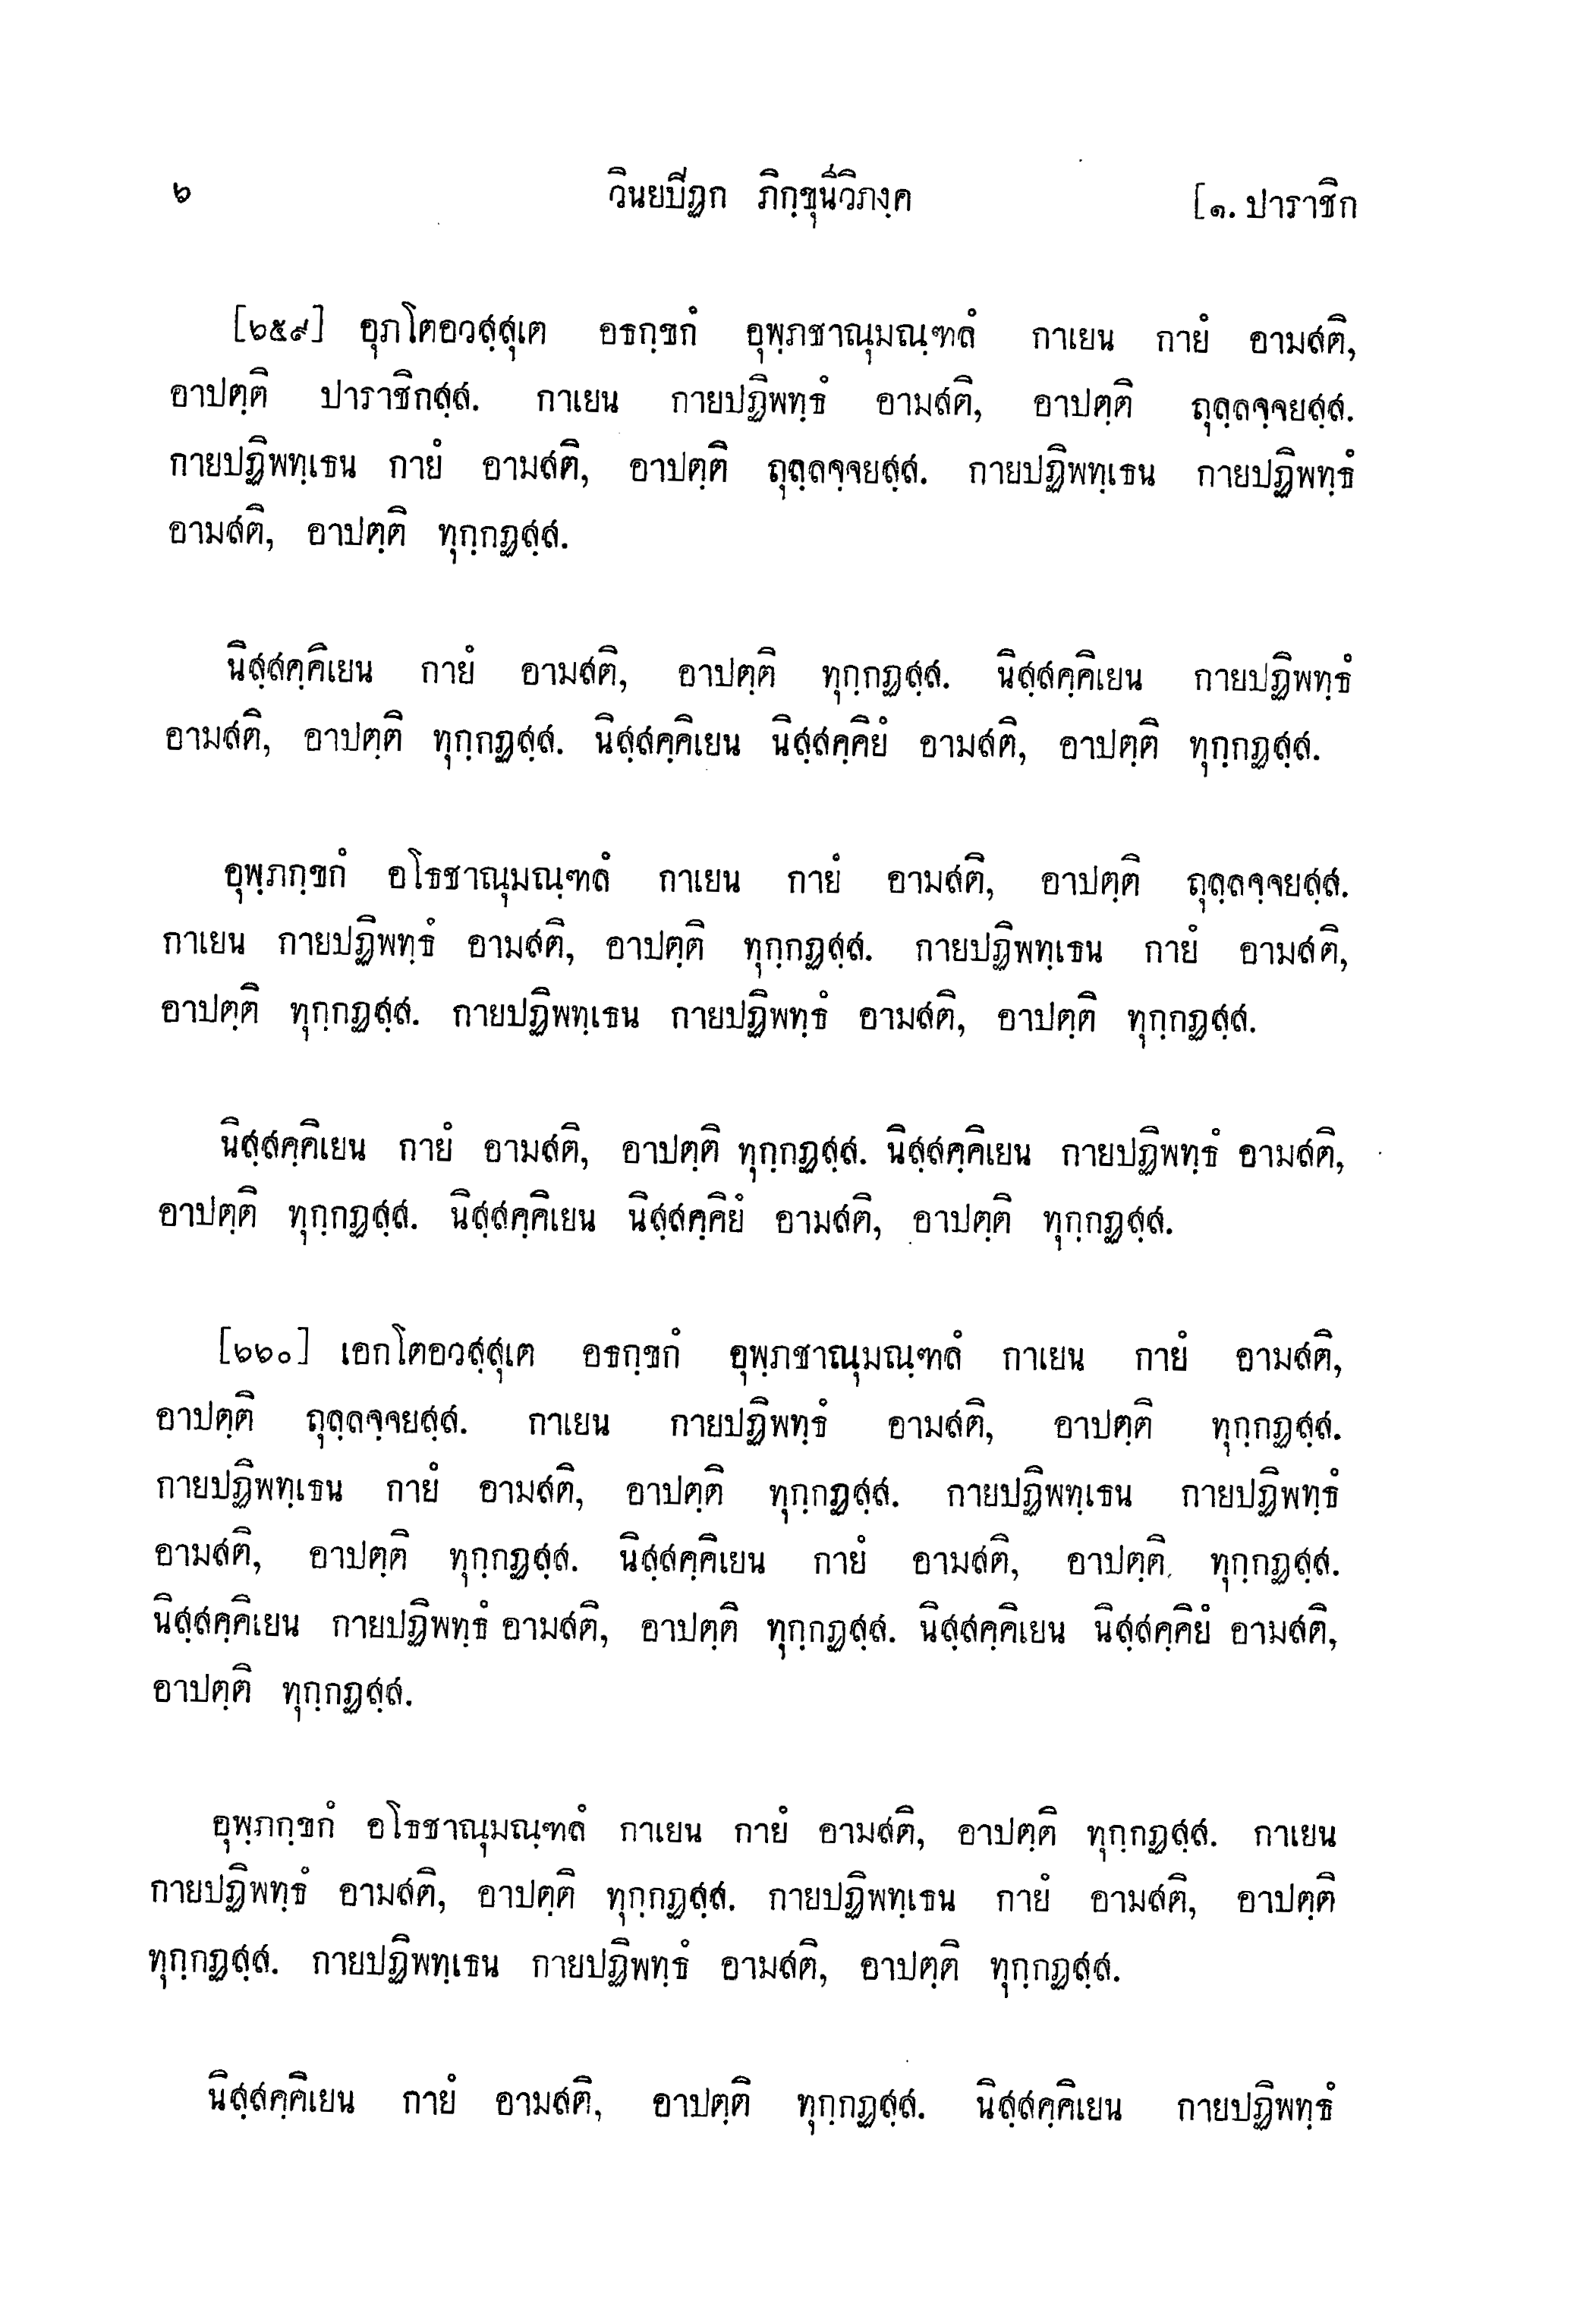 ๖ วินยปีฏก ภิกฺขุนีวิภงฺค [๑. ปาราชิก
[๖๕๙] อุภโตอวสฺสุเต อธกฺขกํ อุพฺภชาณุมณฺฑลํ กาเยน กายํ อามสติ,
อาปตฺติ ปาราชิกสฺส. กาเยน กายปฏิพทฺธํ อามสติ, อาปตฺติ ถุลฺลจฺจยสฺส.
กายปฏิพทฺเธน กายํ อามสติ, อาปตฺติ ถุลฺลจฺจยสฺส. กายปฏิพทฺเธน กายปฏิพทฺธํ
อามสติ, อาปตฺติ ทุกฺกฏสฺส.
นิสฺสคฺคิเยน กายํ อามสติ, อาปตฺติ ทุกฺกฏสฺส. นิสฺสคฺคิเยน กายปฏิพทฺธํ
อามสติ, อาปตฺติ ทุกฺกฏสฺส. นิสฺสคฺคิเยน นิสฺสคฺคิยํ อามสติ, อาปตฺติ ทุกฺกฏสฺส.
อุพฺภกฺขกํ อโธชาณุมณฺฑลํ กาเยน กายํ อามสติ, อาปตฺติ ถุลฺลจฺจยสฺส.
กาเยน กายปฏิพทฺธํ อามสติ, อาปตฺติ ทุกฺกฏสฺส. กายปฏิพทฺเธน กายํ อามสติ,
อาปตฺติ ทุกฺกฏสฺส. กายปฏิพทฺเธน กายปฏิพทฺธํ อามสติ, อาปตฺติ ทุกฺกฏสฺส.
นิสฺสคฺคิเยน กายํ อามสติ, อาปตฺติ ทุกฺกฏสฺส. นิสฺสคฺคิเยน กายปฏิพทฺธํ อามสติ,
อาปตฺติ ทุกฺกฏสฺส. นิสฺสคฺคิเยน นิสฺสคฺคิยํ อามสติ, อาปตฺติ ทุกฺกฏสฺส.
[๖๖๐] เอกโตอวสฺสุเต อธกฺขกํ อุพฺภชาณุมณฺฑลํ กาเยน กายํ อามสติ,
อาปตฺติ ถุลฺลจฺจยสฺส. กาเยน กายปฏิพทฺธํ อามสติ, อาปตฺติ ทุกฺกฏสฺส.
กายปฏิพทฺเธน กายํ อามสติ, อาปตฺติ ทุกฺกฏสฺส. กายปฏิพทฺเธน กายปฏิพทฺธํ
อามสติ, อาปตฺติ ทุกฺกฏสฺส. นิสฺสคฺคิเยน กายํ อามสติ, อาปตฺติ ทุกฺกฏสฺส.
นิสฺสคฺคิเยน กายปฏิพทฺธํ อามสติ, อาปตฺติ ทุกฺกฏสฺส. นิสฺสคฺคิเยน นิสฺสคฺคิยํ อามสติ,
อาปตฺติ ทุกฺกฏสฺส.
อุพฺภกฺขกํ อโธชาณุมณฺฑลํ กาเยน กายํ อามสติ, อาปตฺติ ทุกฺกฏสฺส. กาเยน
กายปฏิพทฺธํ อามสติ, อาปตฺติ ทุกฺกฏสฺส. กายปฏิพทฺเธน กายํ อามสติ, อาปตฺติ
ทุกฺกฏสฺส. กายปฏิพทฺเธน กายปฏิพทฺธํ อามสติ, อาปตฺติ ทุกฺกฏสฺส.
นิสฺสคฺคิเยน กายํ อามสติ, อาปตฺติ ทุกฺกฏสฺส. นิสฺสคฺคิเยน กายปฏิพทฺธํ